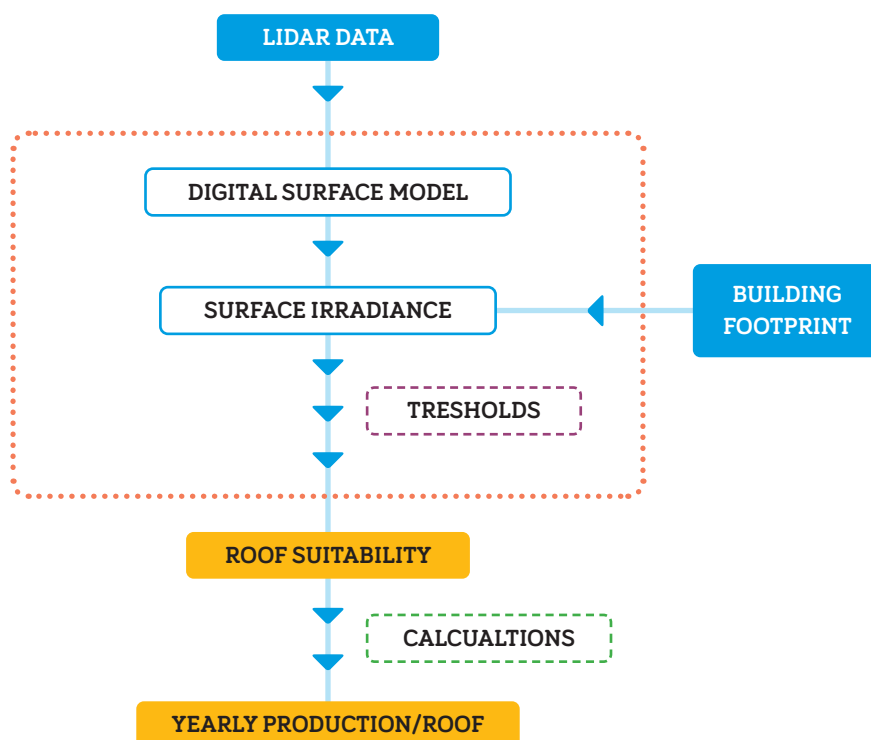 LIDAR DATA
DIGITAL SURFACE MODEL
SURFACE IRRADIANCE
BUILDING
FOOTPRINT
TRESHOLDS
ROOF SUITABILITY
CALCUALTIONS
YEARLY PRODUCTION/ROOF